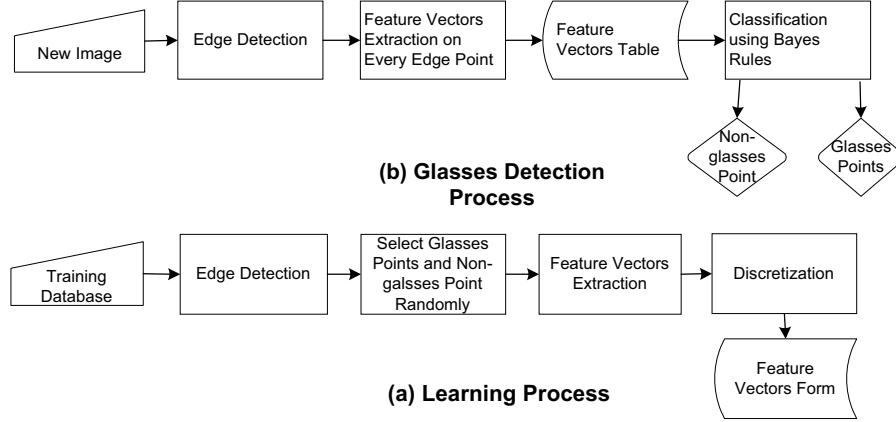 New Image
Edge Detection
Feature Vectors
Extraction on
Every Edge Point
Feature
Vectors Table
Classification
using Bayes
Rules
Non-
glasses
Point
Glasses
Points
(b) Glasses Detection
Process
Training
Database
Edge Detection
Select Glasses
Points and Non-
galsses Point
Randomly
Feature Vectors
Extraction
Discretization
Feature
Vectors Form
(a) Learning Process